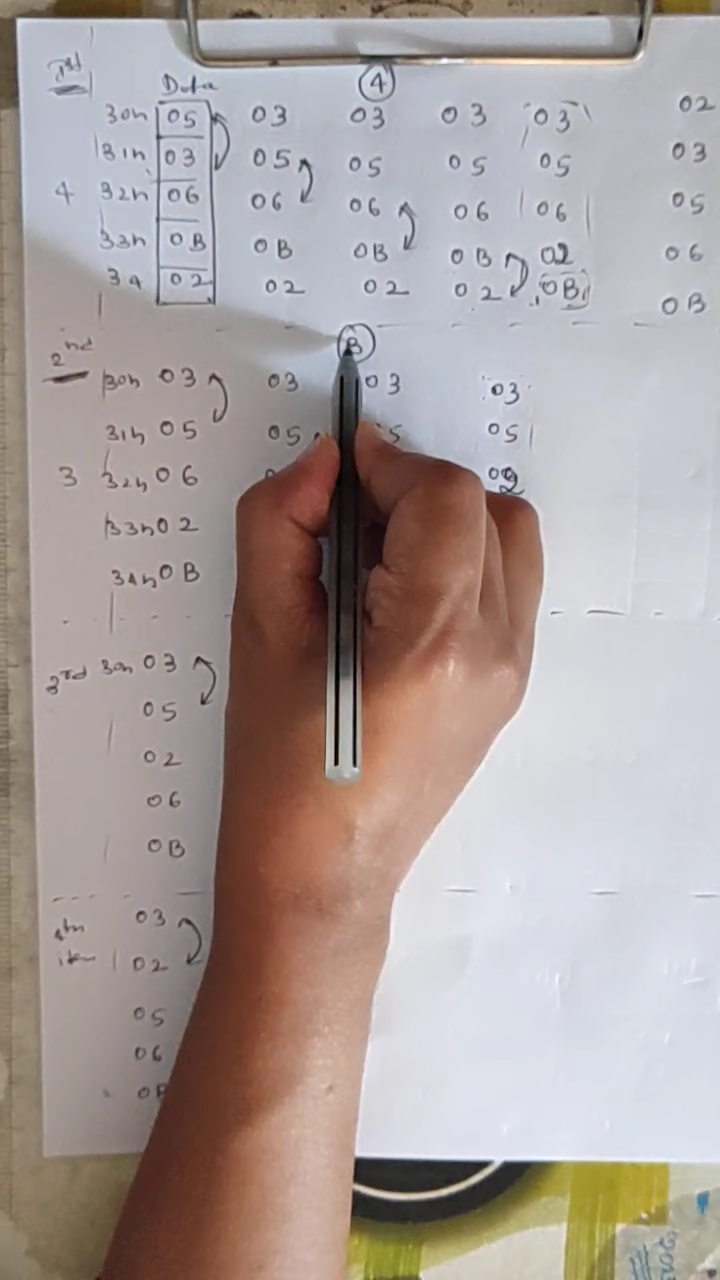 1st
Data 4
30h 05 03 03 03 03 02
31h 03 05 05 05 05 03
4 32h 06 06 06 06 06 05
33h 0B 0B 0B 0B 02 06
34 02 02 02 02 0B 0B
2nd 3
30h 03 03 03 03
31h 05 05 5 05
3 32h 06 02
33h 02
34h 0B
3rd 30h 03
05
02
06
0B
4th 03
02
05
06